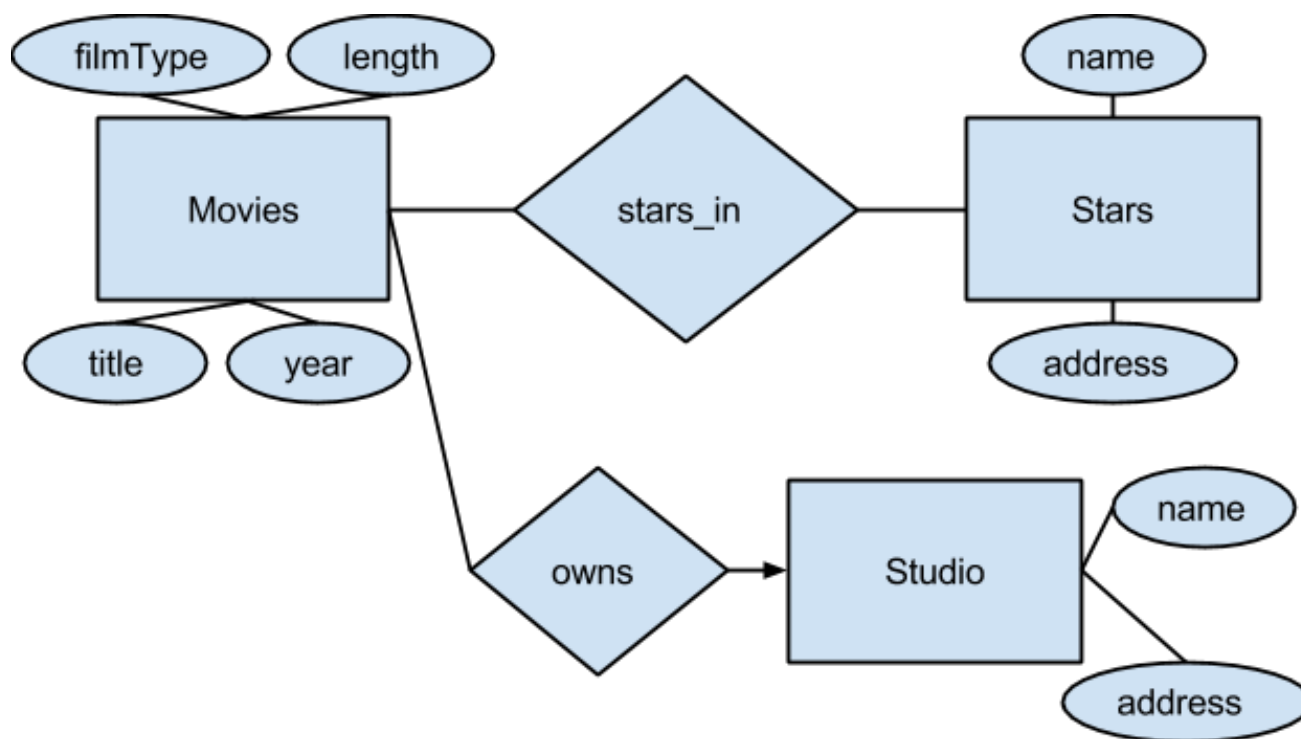 filmType
length
name
Movies
stars_in
Stars
title
year
address
name
owns
Studio
address